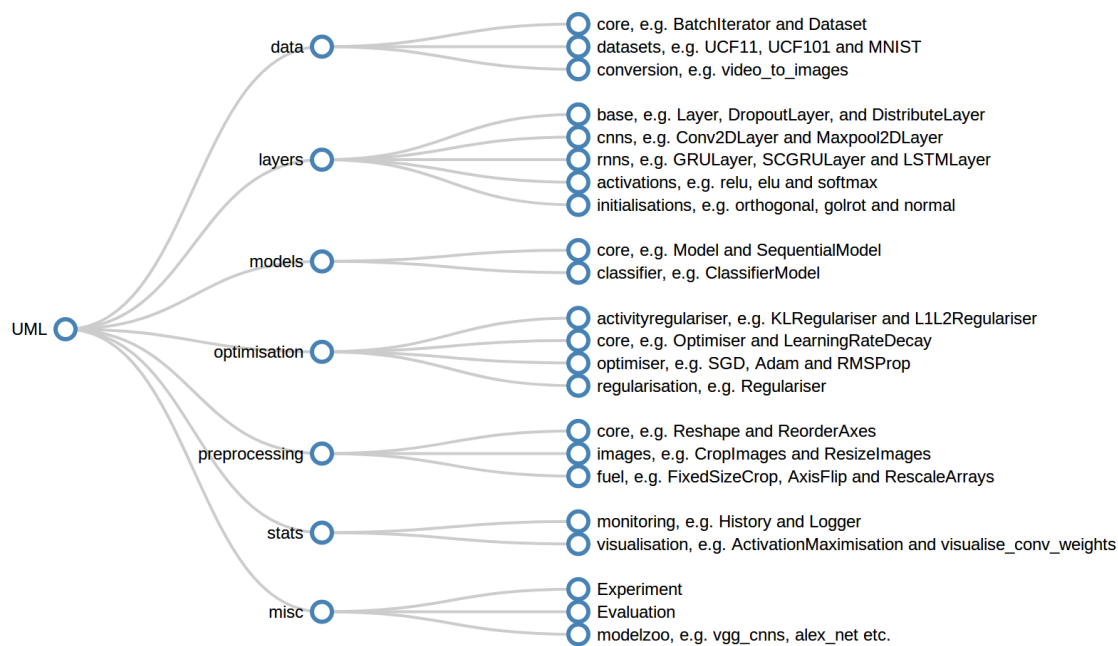 core, e.g. BatchIterator and Dataset
data
datasets, e.g. UCF11, UCF101 and MNIST
conversion, e.g. video_to_images
base, e.g. Layer, DropoutLayer, and DistributeLayer
cnns, e.g. Conv2DLayer and Maxpool2DLayer
layers
rnns, e.g. GRULayer, SCGRULayer and LSTMLayer
activations, e.g. relu, elu and softmax
initialisations, e.g. orthogonal, golrot and normal
core, e.g. Model and SequentialModel
models
classifier, e.g. ClassifierModel
UML
activityregulariser, e.g. KLRegulariser and L1L2Regulariser
core, e.g. Optimiser and LearningRateDecay
optimisation
optimiser, e.g. SGD, Adam and RMSProp
regularisation, e.g. Regulariser
core, e.g. Reshape and ReorderAxes
preprocessing
images, e.g. CropImages and ResizeImages
fuel, e.g. FixedSizeCrop, AxisFlip and RescaleArrays
monitoring, e.g. History and Logger
stats
visualisation, e.g. ActivationMaximisation and visualise_conv_weights
Experiment
misc
Evaluation
modelzoo, e.g. vgg_cnns, alex_net etc.